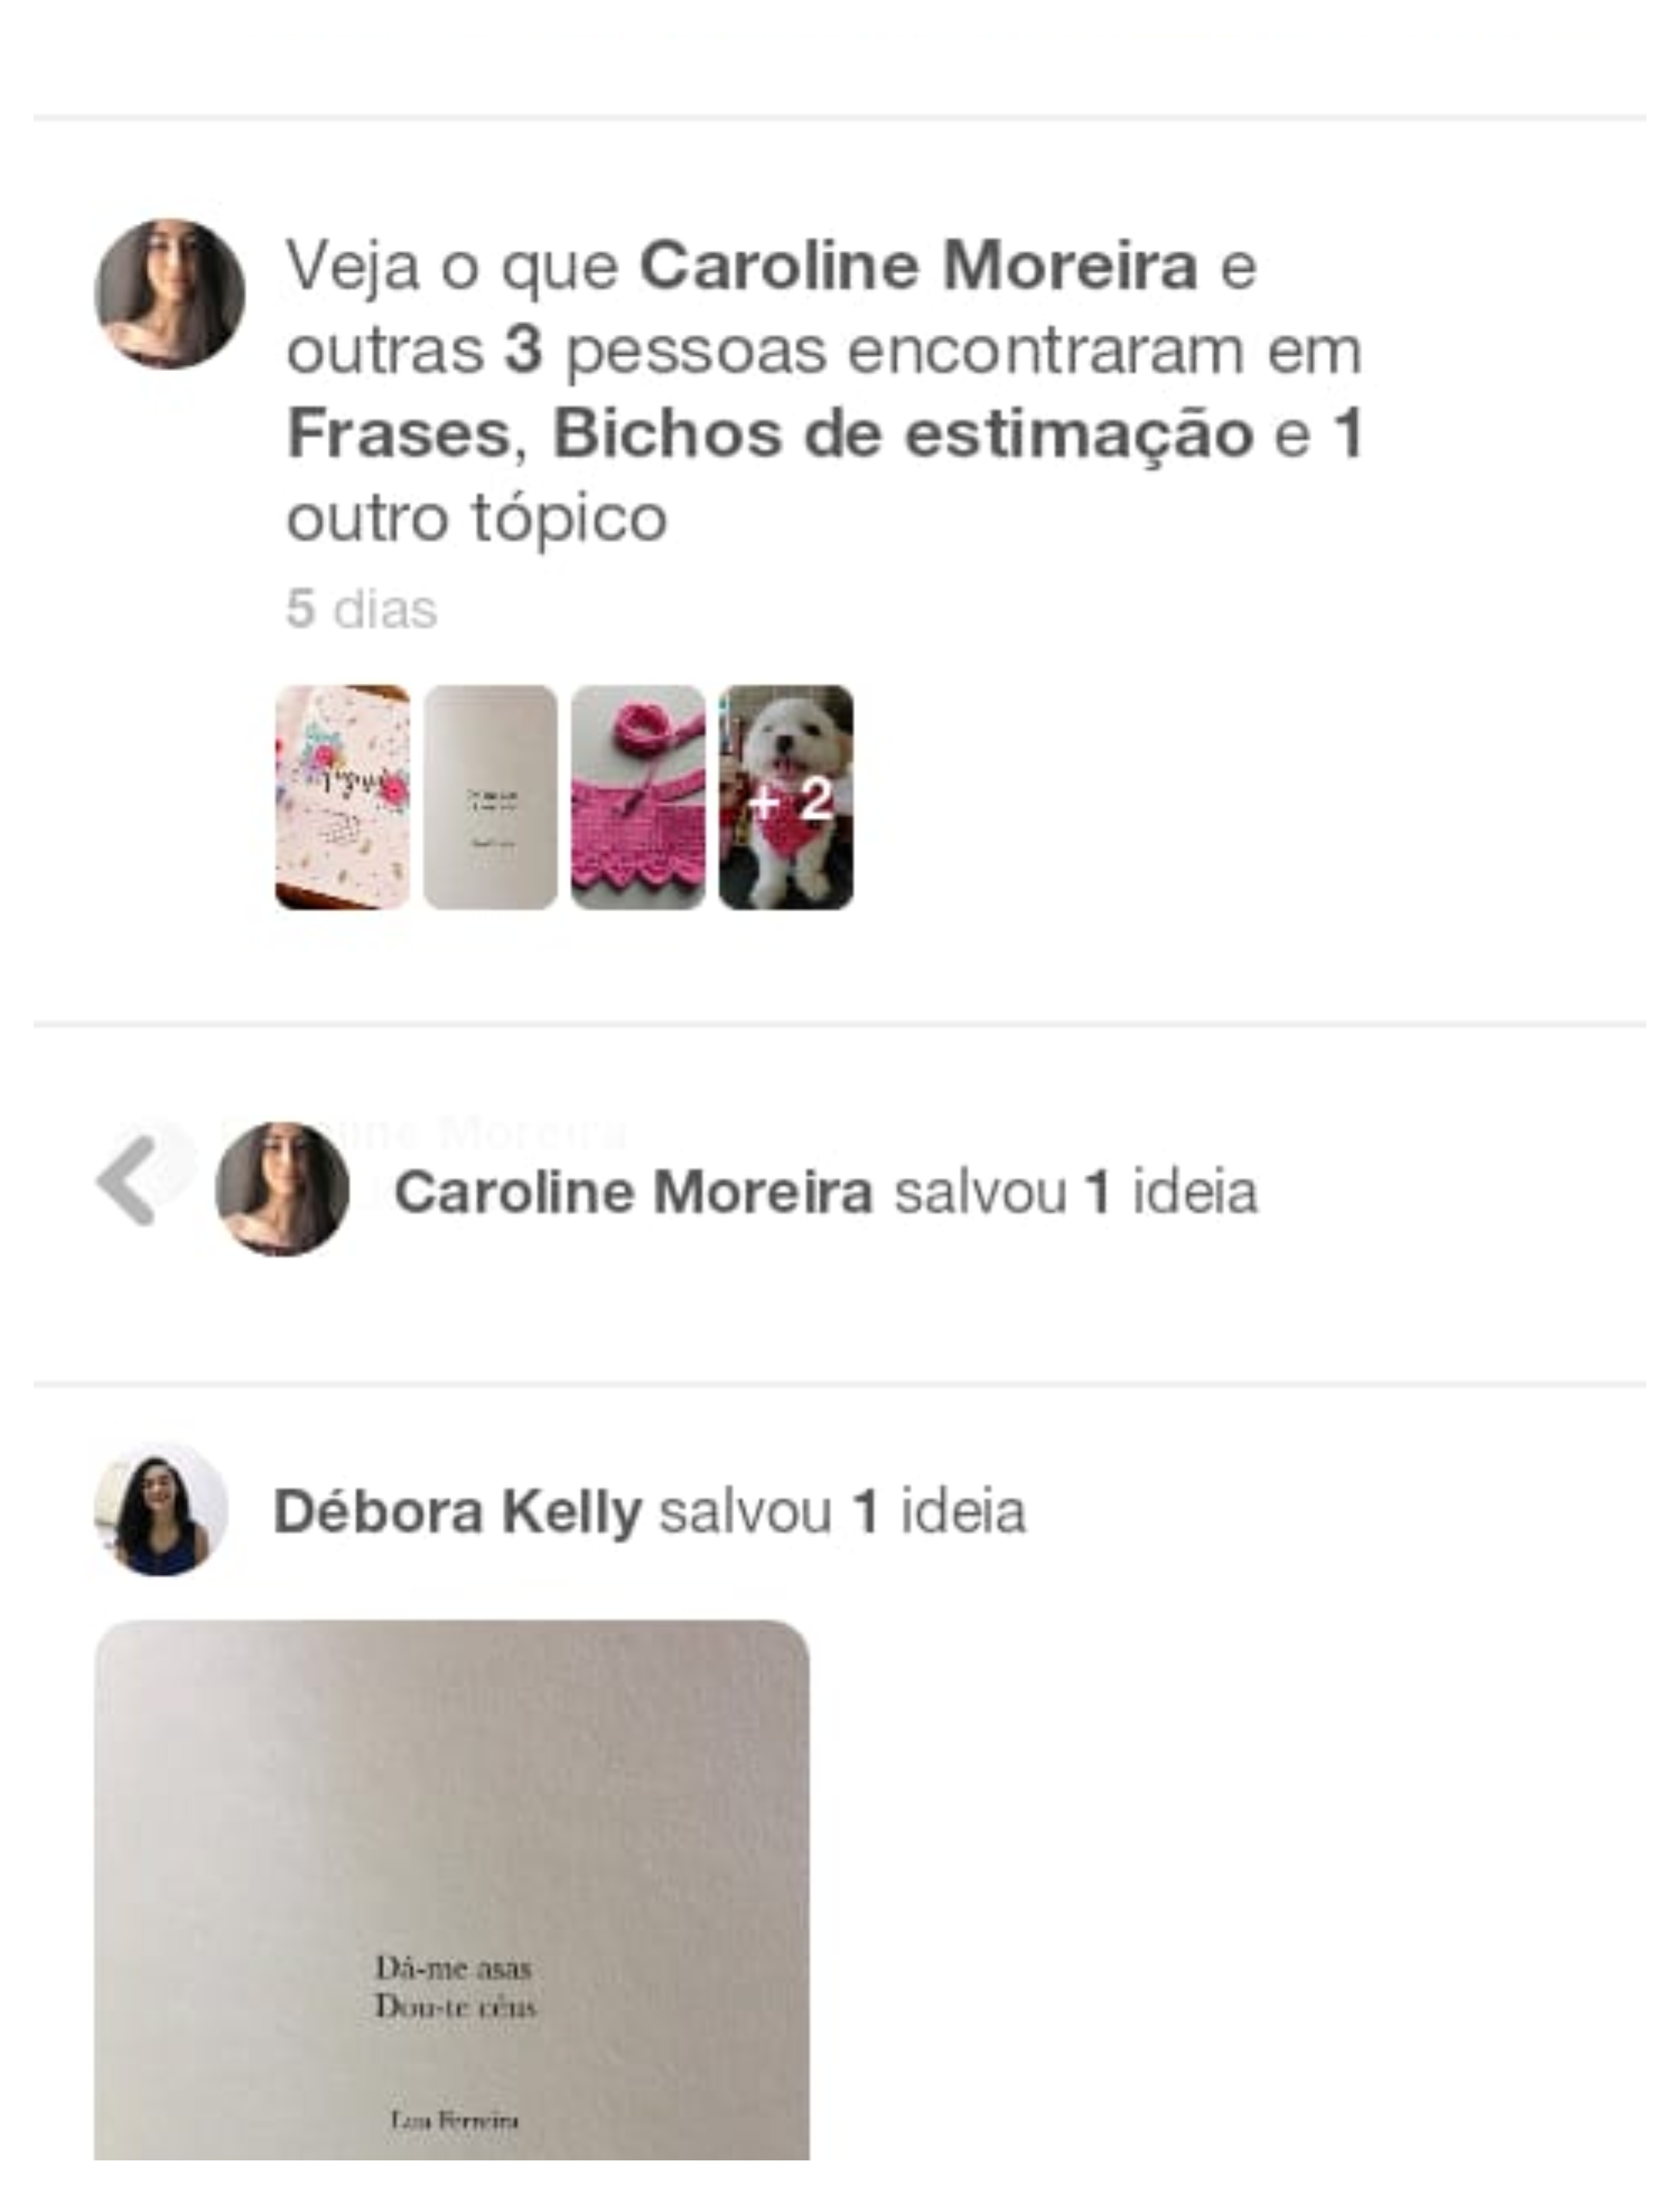 Veja o que Caroline Moreira e
outras 3 pessoas encontraram em
Frases, Bichos de estimação e 1
outro tópico
5 dias
+ 2
Caroline Moreira salvou 1 ideia
Débora Kelly salvou 1 ideia
Dá-me asas
Dou-te céus
Lua Ferreira